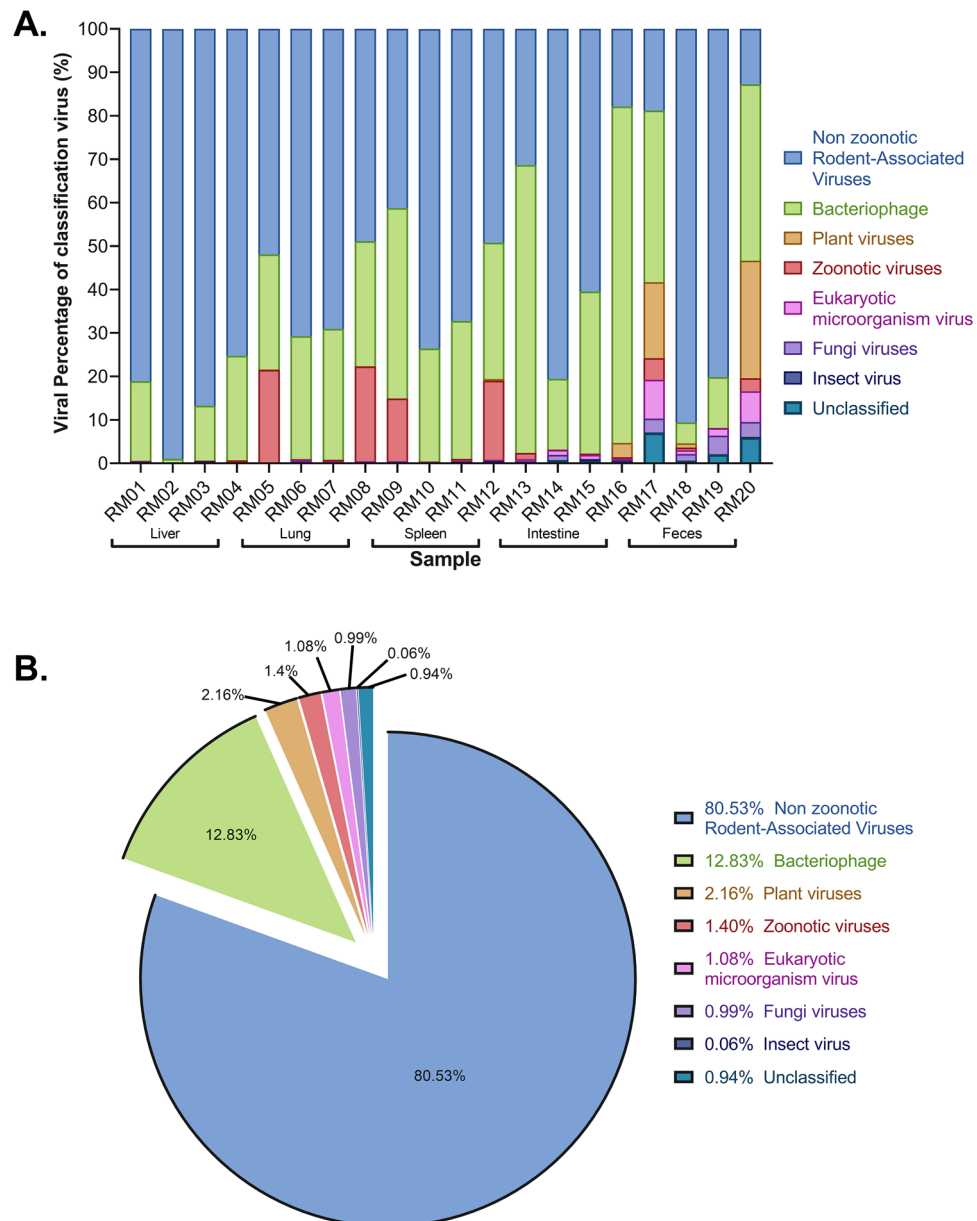 A.
Viral Percentage of classification virus (%)
100
90
80
70
60
50
40
30
20
10
0
RM01
RM02
RM03
RM04
RM05
RM06
RM07
RM08
RM09
RM10
RM11
RM12
RM13
RM14
RM15
RM16
RM17
RM18
RM19
RM20
Liver
Lung
Spleen
Intestine
Feces
Sample
Non zoonotic
Rodent-Associated
Viruses
Bacteriophage
Plant viruses
Zoonotic viruses
Eukaryotic
microorganism virus
Fungi viruses
Insect virus
Unclassified
B.
2.16%
1.4%
1.08%
0.99%
0.06%
0.94%
12.83%
80.53%
80.53% Non zoonotic
Rodent-Associated Viruses
12.83% Bacteriophage
2.16% Plant viruses
1.40% Zoonotic viruses
1.08% Eukaryotic
microorganism virus
0.99% Fungi viruses
0.06% Insect virus
0.94% Unclassified